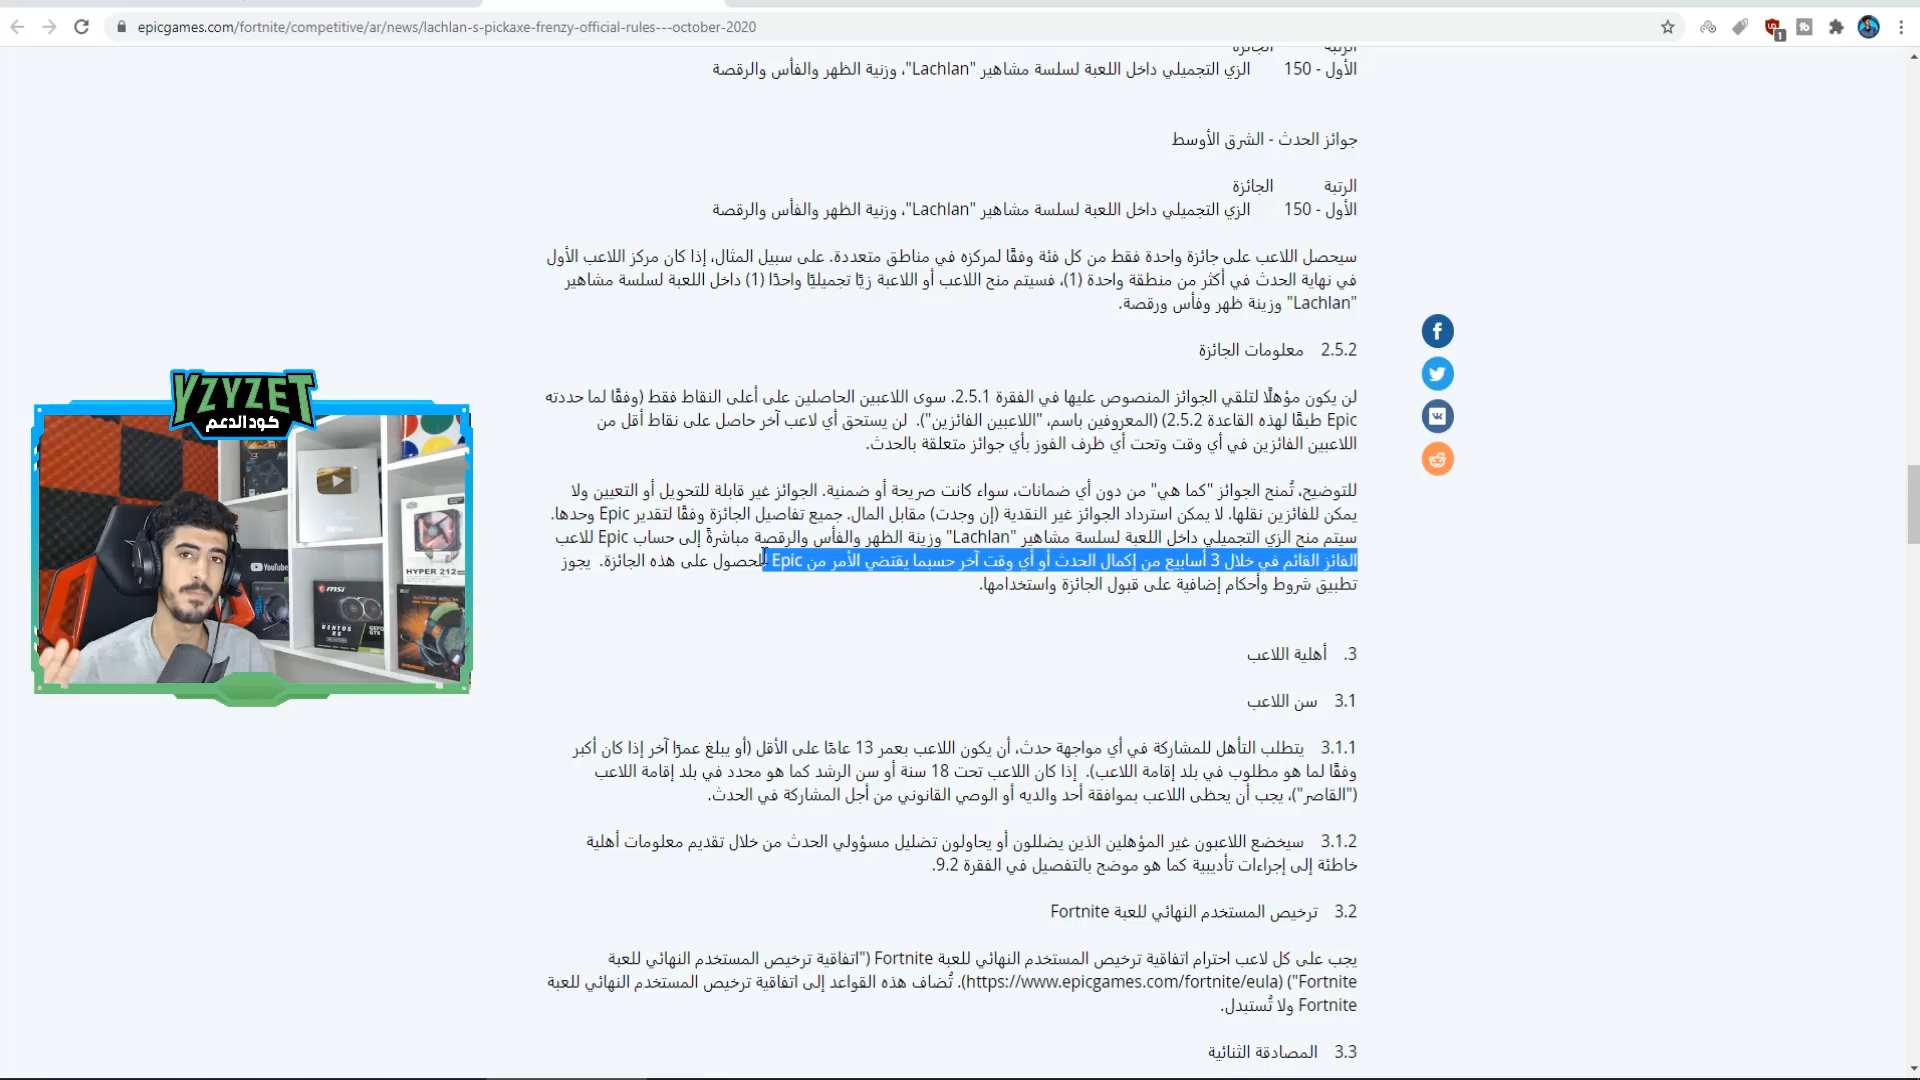 epicgames.com/fortnite/competitive/ar/news/lachlan-s-pickaxe-frenzy-official-rules---october-2020
الرتبة الجائزة
الأول - 150 الزي التجميلي داخل اللعبة لسلسة مشاهير "Lachlan"، وزنية الظهر والفأس والرقصة
جوائز الحدث - الشرق الأوسط
الرتبة الجائزة
الأول - 150 الزي التجميلي داخل اللعبة لسلسة مشاهير "Lachlan"، وزنية الظهر والفأس والرقصة
سيحصل اللاعب على جائزة واحدة فقط من كل فئة وفقًا لمركزه في مناطق متعددة. على سبيل المثال، إذا كان مركز اللاعب الأول
في نهاية الحدث في أكثر من منطقة واحدة (1)، فسيتم منح اللاعب أو اللاعبة زيًا تجميليًا واحدًا (1) داخل اللعبة لسلسة مشاهير
"Lachlan" وزينة ظهر وفأس ورقصة.
2.5.2 معلومات الجائزة
لن يكون مؤهلًا لتلقي الجوائز المنصوص عليها في الفقرة 2.5.1. سوى اللاعبين الحاصلين على أعلى النقاط فقط (وفقًا لما حددته
Epic طبقًا لهذه القاعدة 2.5.2) (المعروفين باسم، "اللاعبين الفائزين"). لن يستحق أي لاعب آخر حاصل على نقاط أقل من
اللاعبين الفائزين في أي وقت وتحت أي ظرف الفوز بأي جوائز متعلقة بالحدث.
للتوضيح، تُمنح الجوائز "كما هي" من دون أي ضمانات، سواء كانت صريحة أو ضمنية. الجوائز غير قابلة للتحويل أو التعيين ولا
يمكن للفائزين نقلها. لا يمكن استرداد الجوائز غير النقدية (إن وجدت) مقابل المال. جميع تفاصيل الجائزة وفقًا لتقدير Epic وحدها.
سيتم منح الزي التجميلي داخل اللعبة لسلسة مشاهير "Lachlan" وزينة الظهر والفأس والرقصة مباشرةً إلى حساب Epic للاعب
الفائز القائم في خلال 3 أسابيع من إكمال الحدث أو أي وقت آخر حسبما يقتضي الأمر من Epic للحصول على هذه الجائزة. يجوز
تطبيق شروط وأحكام إضافية على قبول الجائزة واستخدامها.
3. أهلية اللاعب
3.1 سن اللاعب
3.1.1 يتطلب التأهل للمشاركة في أي مواجهة حدث، أن يكون اللاعب بعمر 13 عامًا على الأقل (أو يبلغ عمرًا آخر إذا كان أكبر
وفقًا لما هو مطلوب في بلد إقامة اللاعب). إذا كان اللاعب تحت 18 سنة أو سن الرشد كما هو محدد في بلد إقامة اللاعب
("القاصر")، يجب أن يحظى اللاعب بموافقة أحد والديه أو الوصي القانوني من أجل المشاركة في الحدث.
3.1.2 سيخضع اللاعبون غير المؤهلين الذين يضللون أو يحاولون تضليل مسؤولي الحدث من خلال تقديم معلومات أهلية
خاطئة إلى إجراءات تأديبية كما هو موضح بالتفصيل في الفقرة 9.2.
3.2 ترخيص المستخدم النهائي للعبة Fortnite
يجب على كل لاعب احترام اتفاقية ترخيص المستخدم النهائي للعبة Fortnite ("اتفاقية ترخيص المستخدم النهائي للعبة
Fortnite") (https://www.epicgames.com/fortnite/eula). تُضاف هذه القواعد إلى اتفاقية ترخيص المستخدم النهائي للعبة
Fortnite ولا تُستبدل.
3.3 المصادقة الثنائية
YZYZET
كود الدعم
YouTube
msi
VENTUS
HYPER 212
1